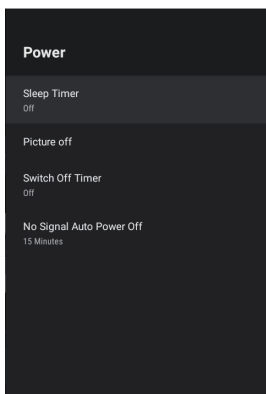 Power
Sleep Timer
Off
Picture off
Switch Off Timer
Off
No Signal Auto Power Off
15 Minutes